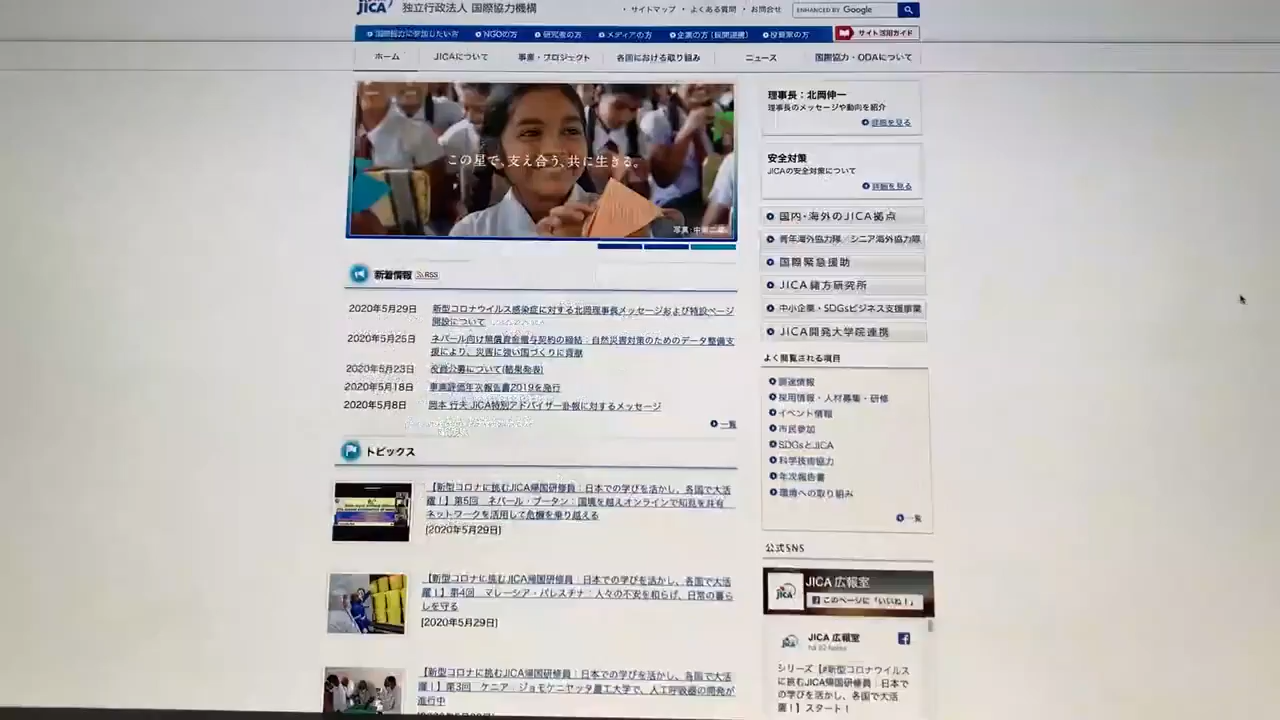 JICA 独立行政法人 国際協力機構
・サイトマップ ・よくある質問 ・お問合せ
ENHANCED BY Google
国際協力に参加したい方 NGOの方 研究者の方 メディアの方 企業の方(民間連携) 投資家の方 サイト活用ガイド
ホーム JICAについて 事業・プロジェクト 各国における取り組み ニュース 国際協力・ODAについて
この星で、支え合う、共に生きる。
理事長：北岡伸一
理事長のメッセージや動向を紹介
詳細を見る
安全対策
JICAの安全対策について
詳細を見る
国内・海外のJICA拠点
青年海外協力隊／シニア海外協力隊
国際緊急援助
JICA緒方研究所
中小企業・SDGsビジネス支援事業
JICA開発大学院連携
新着情報 RSS
2020年5月29日 新型コロナウイルス感染症に対する北岡理事長メッセージおよび特設ページ
開設について
2020年5月25日 ネパール向け無償資金贈与契約の締結：自然災害対策のためのデータ整備支
援により、災害に強い国づくりに貢献
2020年5月23日 役員公募について(結果発表)
2020年5月18日 事業評価年次報告書2019を発行
2020年5月8日 岡本 行夫 JICA特別アドバイザー訃報に対するメッセージ
一覧
よく閲覧される項目
調達情報
採用情報・人材募集・研修
イベント情報
市民参加
SDGsとJICA
科学技術協力
年次報告書
環境への取り組み
一覧
トピックス
【新型コロナに挑むJICA帰国研修員：日本での学びを活かし、各国で大活
躍！】第5回 ネパール・ブータン：国境を越えオンラインで知見を共有
ネットワークを活用して危機を乗り越える
[2020年5月29日]
【新型コロナに挑むJICA帰国研修員：日本での学びを活かし、各国で大活
躍！】第4回 マレーシア・パレスチナ：人々の不安を和らげ、日常の暮ら
しを守る
[2020年5月29日]
【新型コロナに挑むJICA帰国研修員：日本での学びを活かし、各国で大活
躍！】第3回 ケニア ジョモケニヤッタ農工大学で、人工呼吸器の開発が
進行中
公式SNS
JICA 広報室
このページに「いいね！」
JICA 広報室
シリーズ【#新型コロナウイルス
に挑むJICA帰国研修員：日本で
の学びを活かし、各国で大活
躍！】スタート！